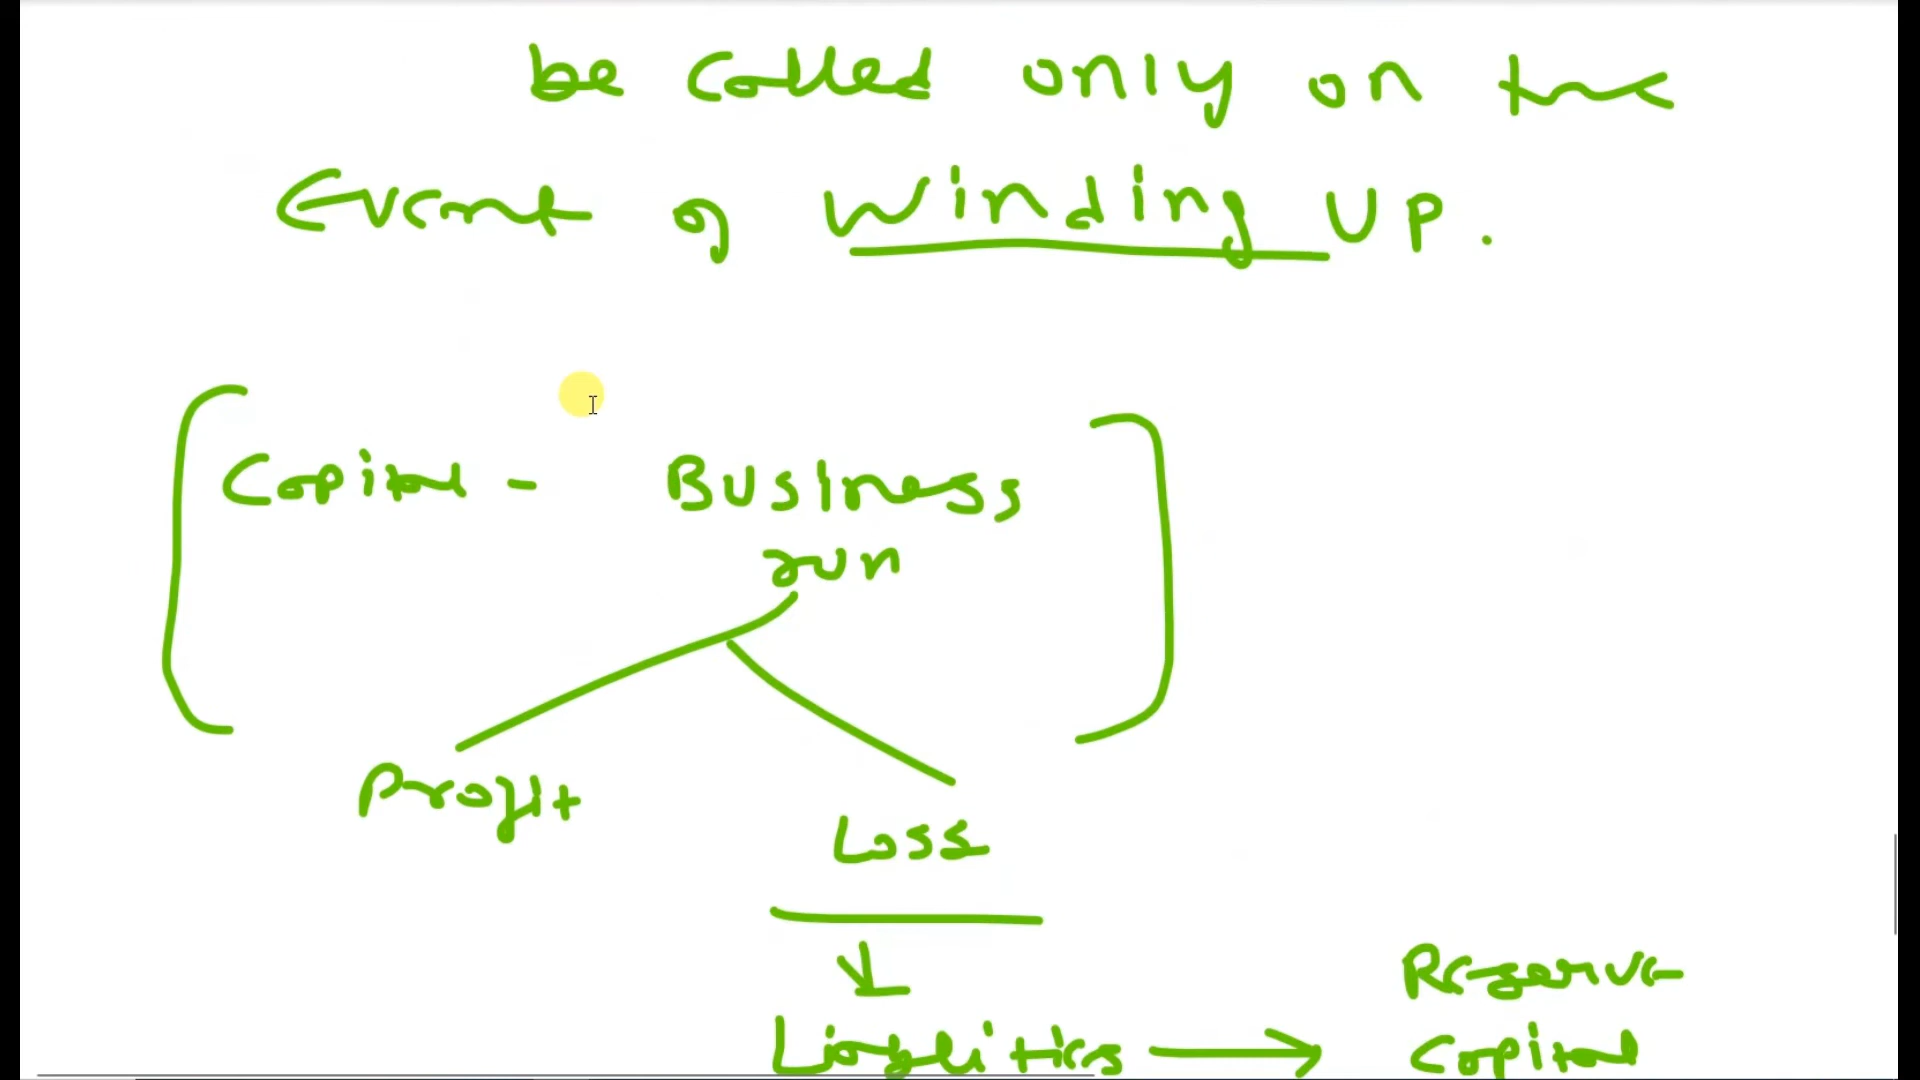 be called only on the
Event of Winding UP.
Capital - Business
run
Profit
Loss
Reserve
Liabilities → Capital